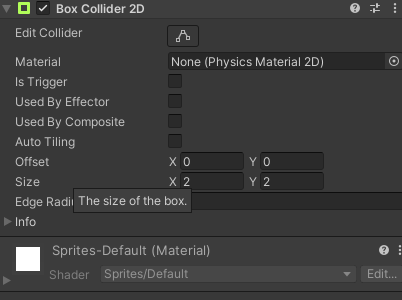 Box Collider 2D
Edit Collider
Material None (Physics Material 2D)
Is Trigger
Used By Effector
Used By Composite
Auto Tiling
Offset X 0 Y 0
Size X 2 Y 2
Edge Radiu
The size of the box.
Info
Sprites-Default (Material)
Shader Sprites/Default Edit...